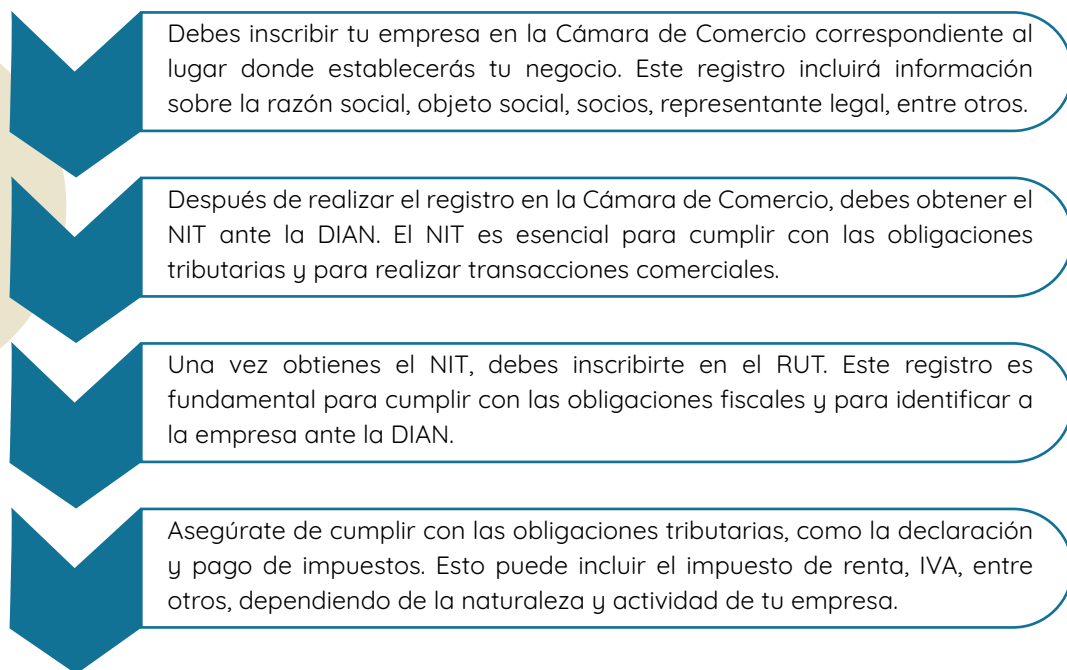 Debes inscribir tu empresa en la Cámara de Comercio correspondiente al
lugar donde establecerás tu negocio. Este registro incluirá información
sobre la razón social, objeto social, socios, representante legal, entre otros.
Después de realizar el registro en la Cámara de Comercio, debes obtener el
NIT ante la DIAN. El NIT es esencial para cumplir con las obligaciones
tributarias y para realizar transacciones comerciales.
Una vez obtienes el NIT, debes inscribirte en el RUT. Este registro es
fundamental para cumplir con las obligaciones fiscales y para identificar a
la empresa ante la DIAN.
Asegúrate de cumplir con las obligaciones tributarias, como la declaración
y pago de impuestos. Esto puede incluir el impuesto de renta, IVA, entre
otros, dependiendo de la naturaleza y actividad de tu empresa.